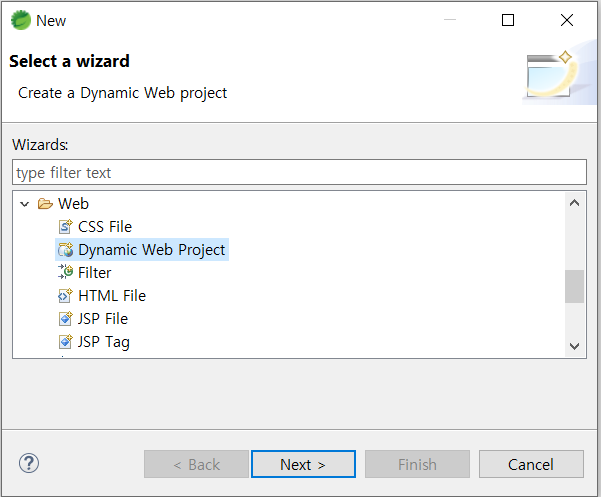 New
Select a wizard
Create a Dynamic Web project
Wizards:
type filter text
Web
CSS File
Dynamic Web Project
Filter
HTML File
JSP File
JSP Tag
?
< Back
Next >
Finish
Cancel